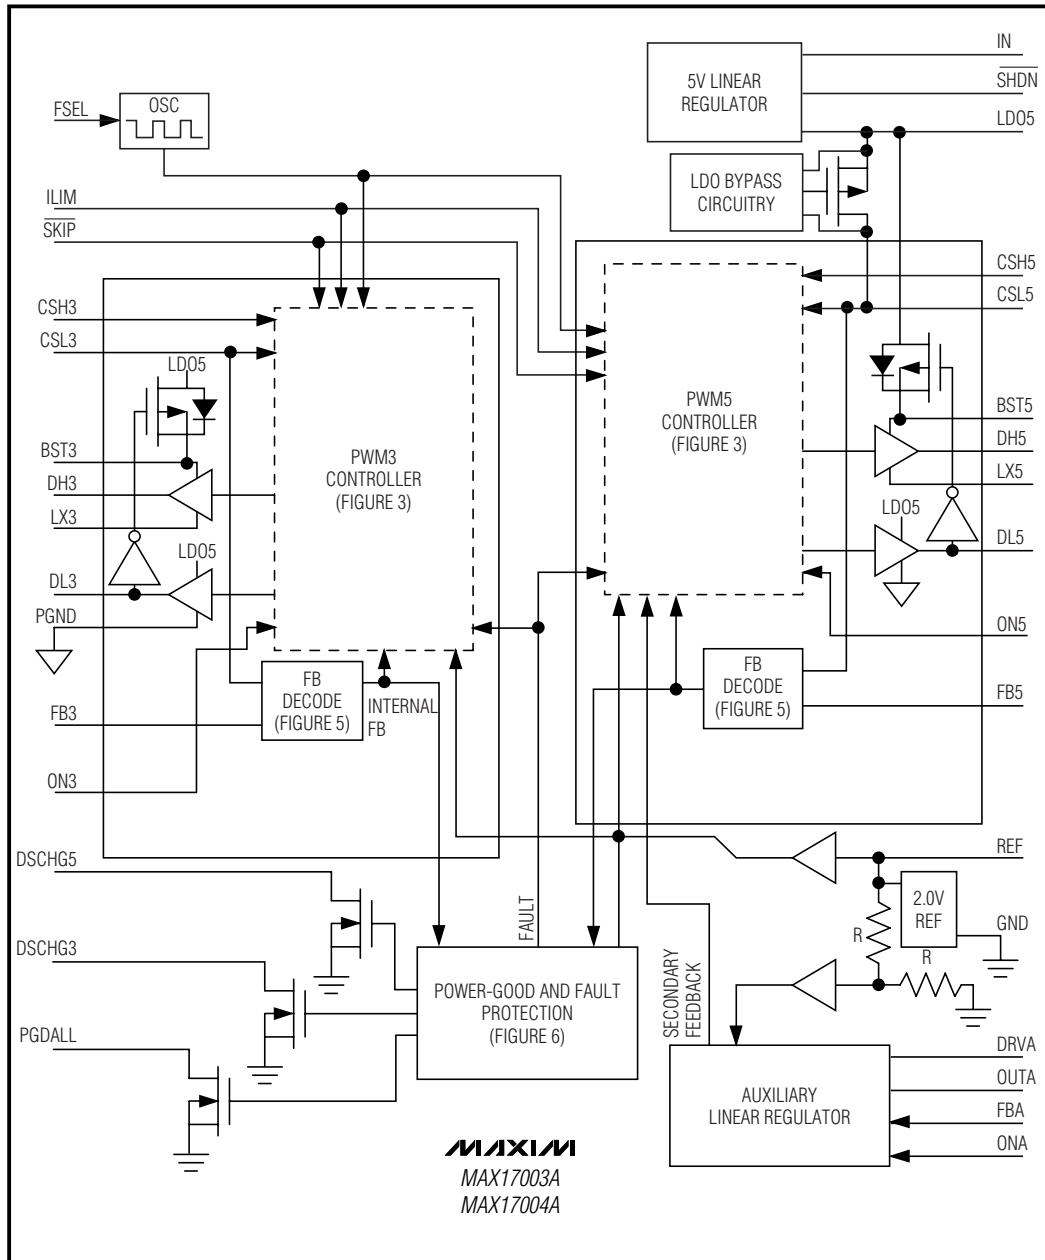 IN
5V LINEAR
REGULATOR
SHDN
LDO5
FSEL
OSC
LDO BYPASS
CIRCUITRY
ILIM
SKIP
CSH5
CSL5
CSH3
CSL3
LDO5
PWM3
CONTROLLER
(FIGURE 3)
PWM5
CONTROLLER
(FIGURE 3)
BST5
DH5
LX5
LDO5
DL5
BST3
DH3
LX3
LDO5
DL3
PGND
ON5
FB
DECODE
(FIGURE 5)
INTERNAL
FB
FB
DECODE
(FIGURE 5)
FB5
FB3
ON3
REF
2.0V
REF
GND
R
R
DSCHG5
DSCHG3
PGDALL
FAULT
POWER-GOOD AND FAULT
PROTECTION
(FIGURE 6)
SECONDARY
FEEDBACK
AUXILIARY
LINEAR REGULATOR
DRVA
OUTA
FBA
ONA
MAXIM
MAX17003A
MAX17004A